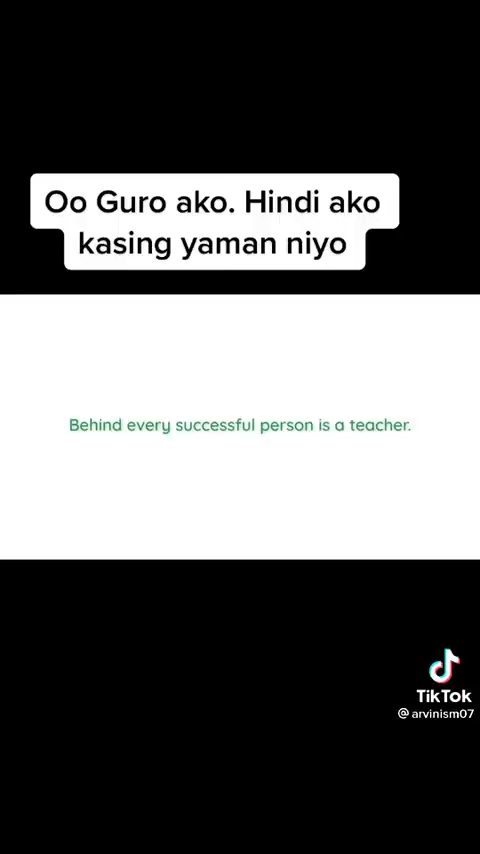 Oo Guro ako. Hindi ako
kasing yaman niyo
Behind every successful person is a teacher.
TikTok
@arvinism07